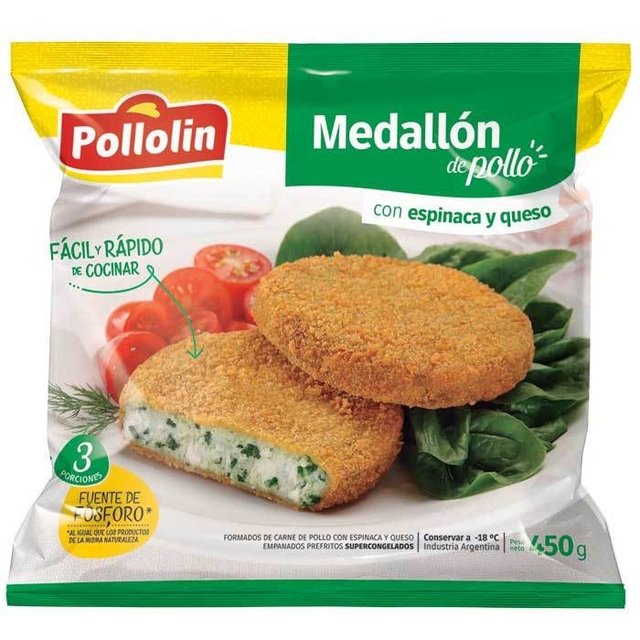 Pollolin
Medallón
de pollo
con espinaca y queso
FÁCIL Y RÁPIDO
DE COCINAR
3
PORCIONES
FUENTE DE
FÓSFORO*
*AL IGUAL QUE LOS PRODUCTOS
DE LA MISMA NATURALEZA
FORMADOS DE CARNE DE POLLO CON ESPINACA Y QUESO
EMPANADOS PREFRITOS SUPERCONGELADOS
Conservar a -18 ºC
Industria Argentina
Peso
neto
450g